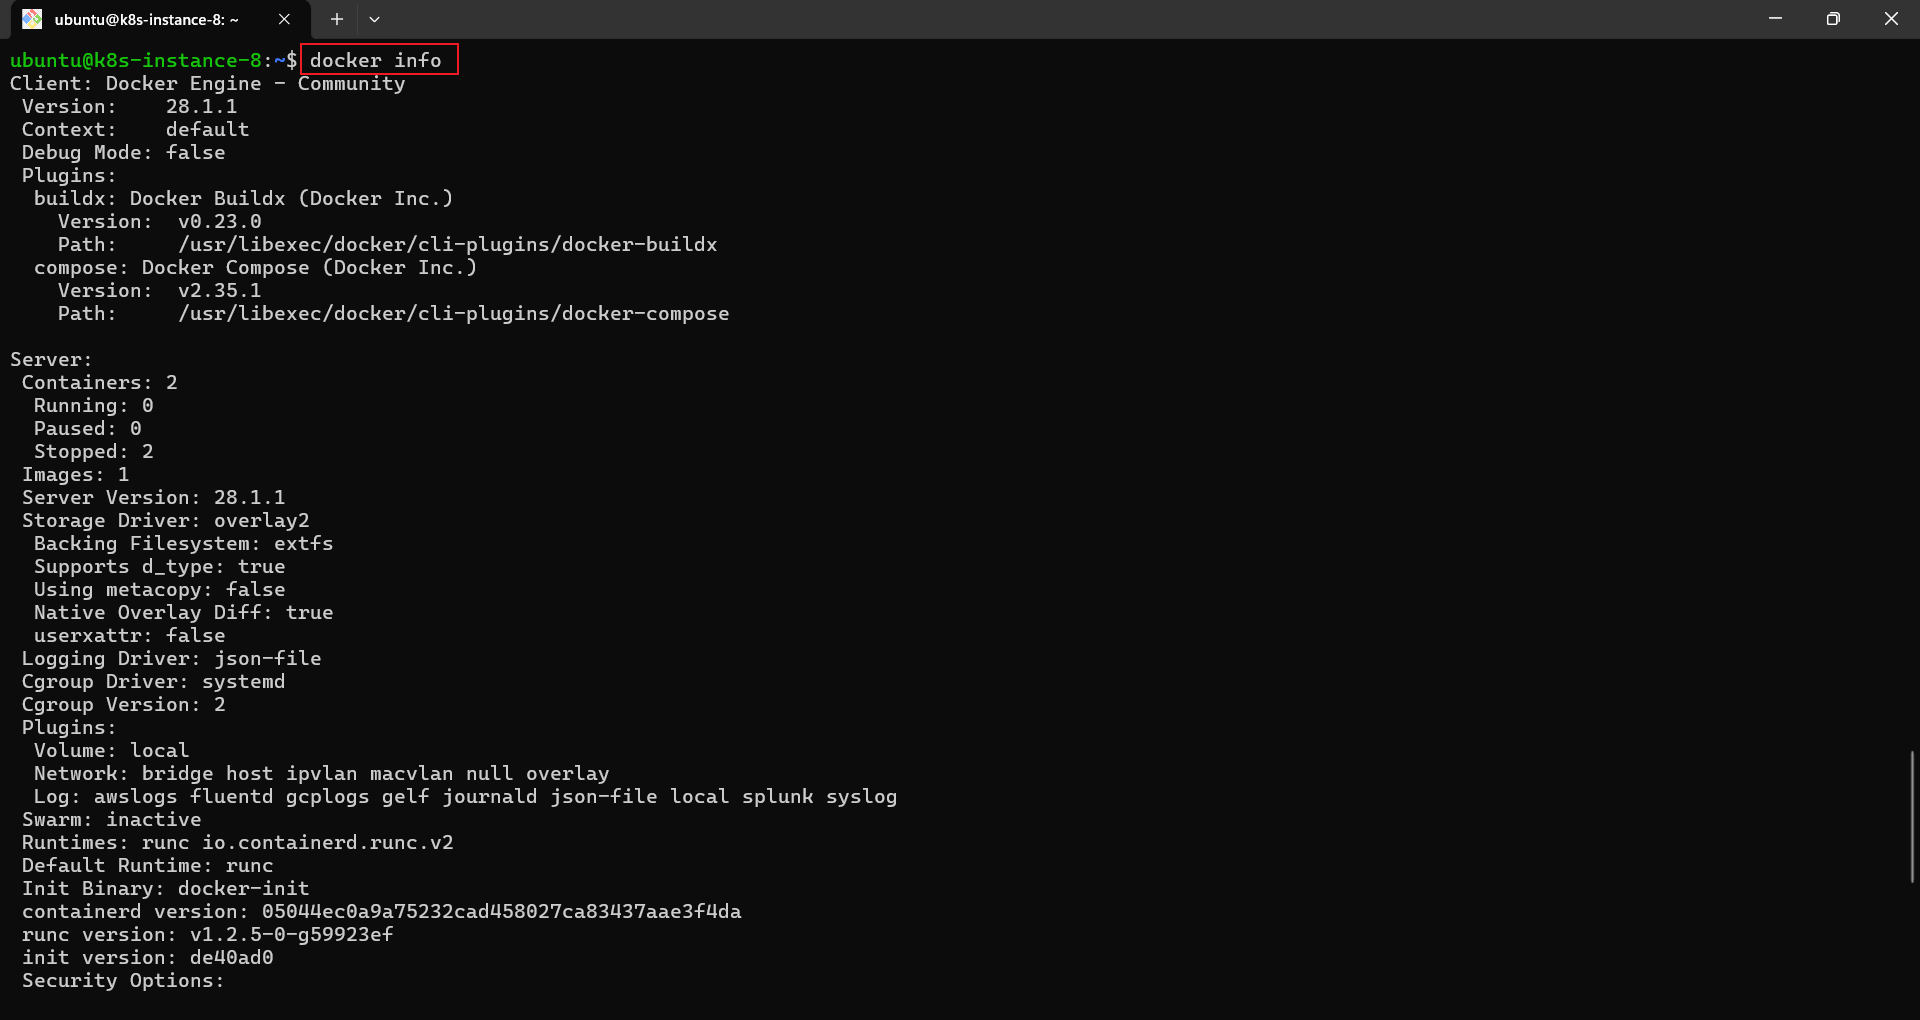 ubuntu@k8s-instance-8: ~
ubuntu@k8s-instance-8:~$ docker info
Client: Docker Engine - Community
 Version:    28.1.1
 Context:    default
 Debug Mode: false
 Plugins:
  buildx: Docker Buildx (Docker Inc.)
    Version:  v0.23.0
    Path:     /usr/libexec/docker/cli-plugins/docker-buildx
  compose: Docker Compose (Docker Inc.)
    Version:  v2.35.1
    Path:     /usr/libexec/docker/cli-plugins/docker-compose

Server:
 Containers: 2
  Running: 0
  Paused: 0
  Stopped: 2
 Images: 1
 Server Version: 28.1.1
 Storage Driver: overlay2
  Backing Filesystem: extfs
  Supports d_type: true
  Using metacopy: false
  Native Overlay Diff: true
  userxattr: false
 Logging Driver: json-file
 Cgroup Driver: systemd
 Cgroup Version: 2
 Plugins:
  Volume: local
  Network: bridge host ipvlan macvlan null overlay
  Log: awslogs fluentd gcplogs gelf journald json-file local splunk syslog
 Swarm: inactive
 Runtimes: runc io.containerd.runc.v2
 Default Runtime: runc
 Init Binary: docker-init
 containerd version: 05044ec0a9a75232cad458027ca83437aae3f4da
 runc version: v1.2.5-0-g59923ef
 init version: de40ad0
 Security Options: